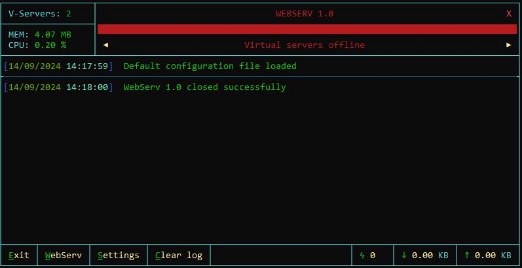 V-Servers: 2
WEBSERV 1.0 X
MEM: 4.07 MB
CPU: 0.20 %
◄ Virtual servers offline ►
[14/09/2024 14:17:59] Default configuration file loaded
[14/09/2024 14:18:00] WebServ 1.0 closed successfully
Exit WebServ Settings Clear log ϟ 0 ↓ 0.00 KB ↑ 0.00 KB